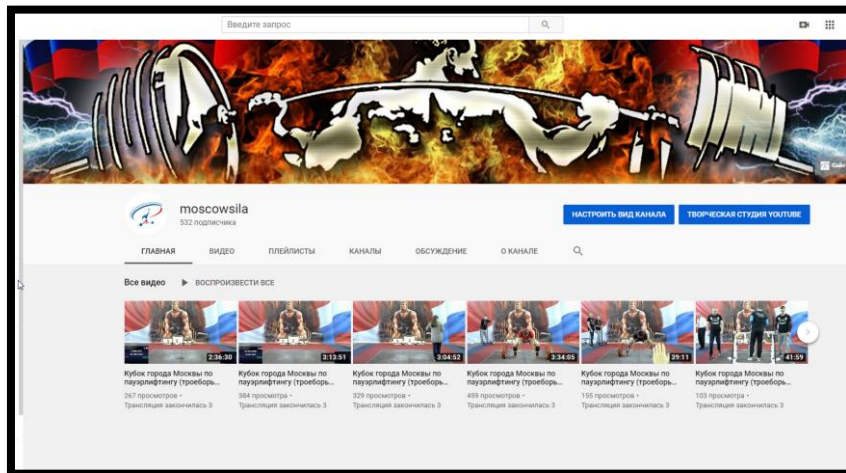 Введите запрос
Сайт
moscowsila
532 подписчика
НАСТРОИТЬ ВИД КАНАЛА
ТВОРЧЕСКАЯ СТУДИЯ YOUTUBE
ГЛАВНАЯ ВИДЕО ПЛЕЙЛИСТЫ КАНАЛЫ ОБСУЖДЕНИЕ О КАНАЛЕ
Все видео ВОСПРОИЗВЕСТИ ВСЕ
2:36:30
3:13:51
3:04:52
3:34:05
39:11
41:59
Кубок города Москвы по
пауэрлифтингу (троеборь...
267 просмотров •
Трансляция закончилась 3
Кубок города Москвы по
пауэрлифтингу (троеборь...
384 просмотра •
Трансляция закончилась 3
Кубок города Москвы по
пауэрлифтингу (троеборь...
329 просмотров •
Трансляция закончилась 3
Кубок города Москвы по
пауэрлифтингу (троеборь...
459 просмотров •
Трансляция закончилась 3
Кубок города Москвы по
пауэрлифтингу (троеборь...
155 просмотров •
Трансляция закончилась 3
Кубок города Москвы по
пауэрлифтингу (троеборь...
103 просмотра •
Трансляция закончилась 3